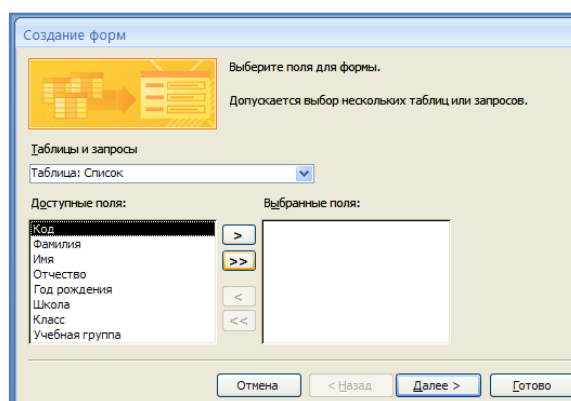 Создание форм
Выберите поля для формы.
Допускается выбор нескольких таблиц или запросов.
Таблицы и запросы
Таблица: Список
Доступные поля:
Выбранные поля:
Код
Фамилия
Имя
Отчество
Год рождения
Школа
Класс
Учебная группа
>
>>
<
<<
Отмена
< Назад
Далее >
Готово